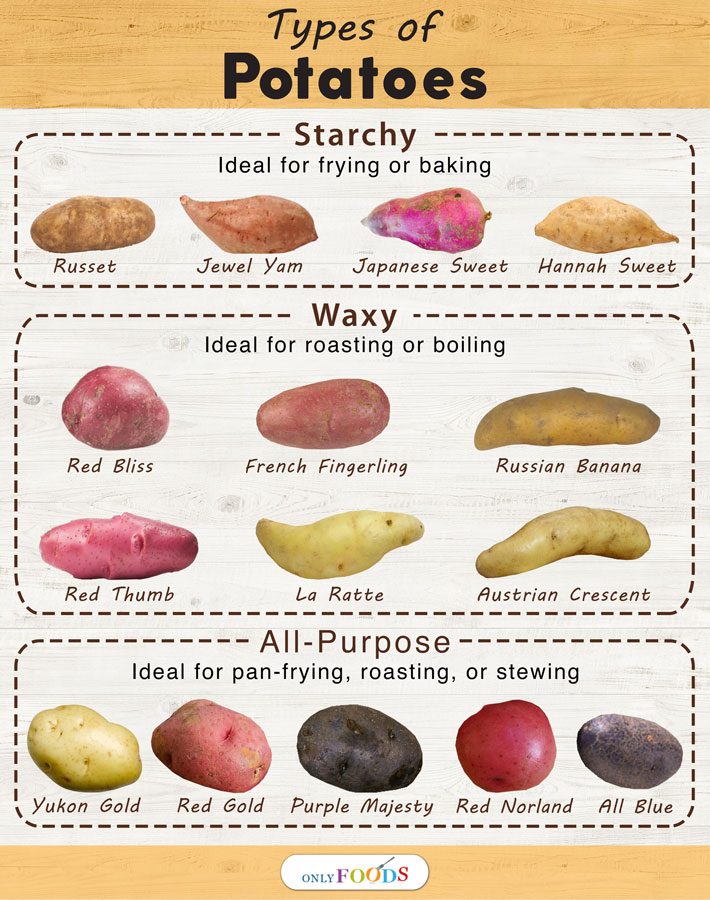 Types of
Potatoes
Starchy
Ideal for frying or baking
Russet Jewel Yam Japanese Sweet Hannah Sweet
Waxy
Ideal for roasting or boiling
Red Bliss French Fingerling Russian Banana
Red Thumb La Ratte Austrian Crescent
All-Purpose
Ideal for pan-frying, roasting, or stewing
Yukon Gold Red Gold Purple Majesty Red Norland All Blue
ONLY FOODS